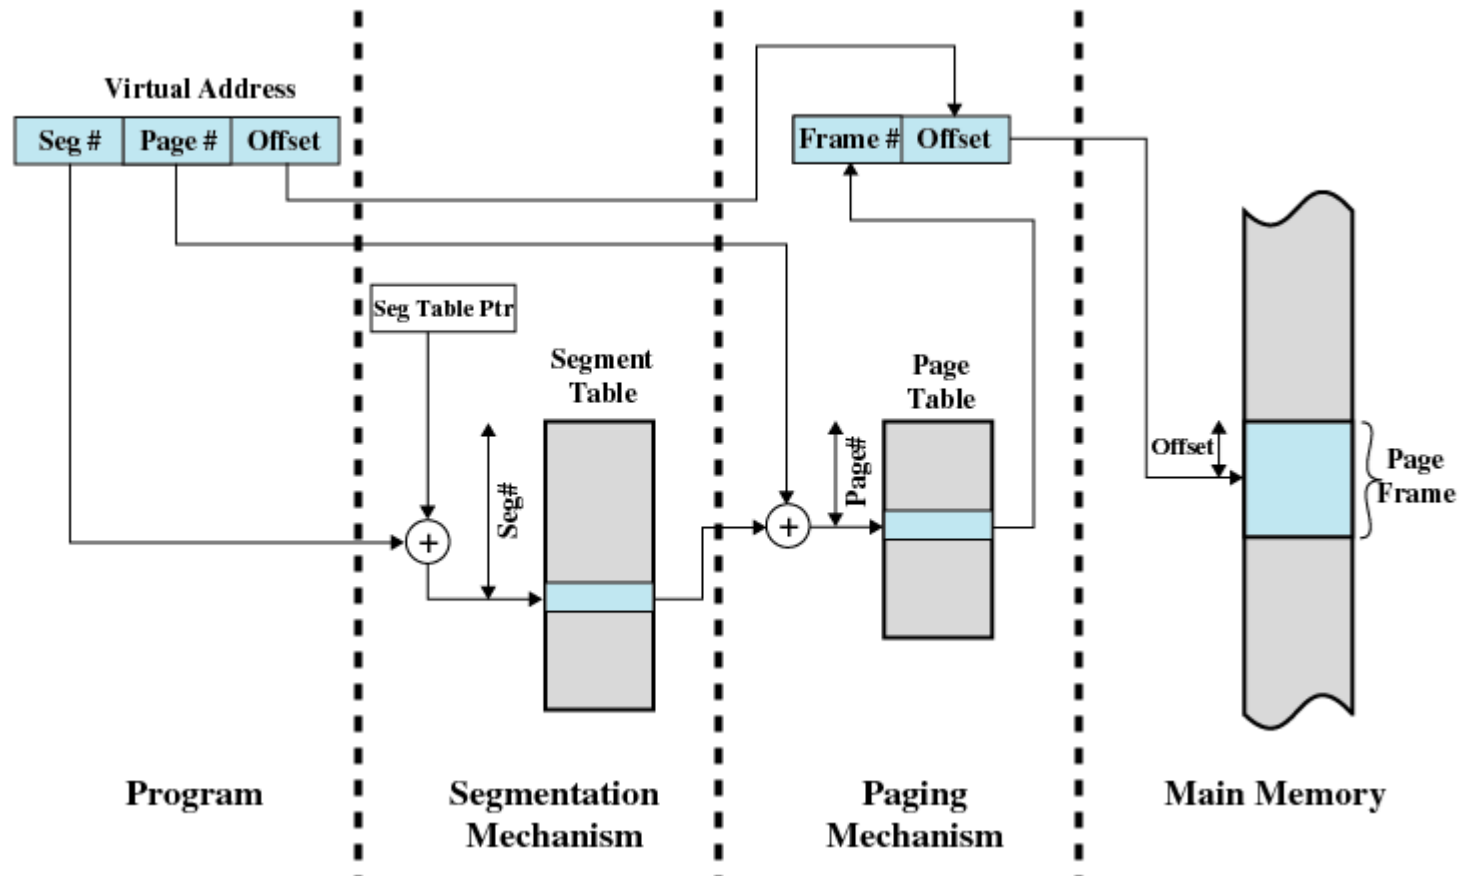 Virtual Address
Seg # Page # Offset
Frame # Offset
Seg Table Ptr
Segment
Table
Seg#
Page
Table
Page#
Offset
Page
Frame
+
+
Program
Segmentation
Mechanism
Paging
Mechanism
Main Memory